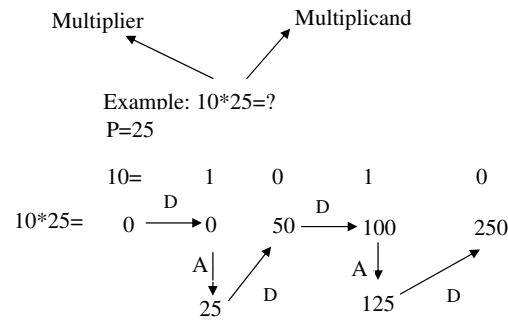 Multiplier Multiplicand
Example: 10*25=?
P=25
10= 1 0 1 0
D D
10*25= 0 0 50 100 250
A A
D D
25 125